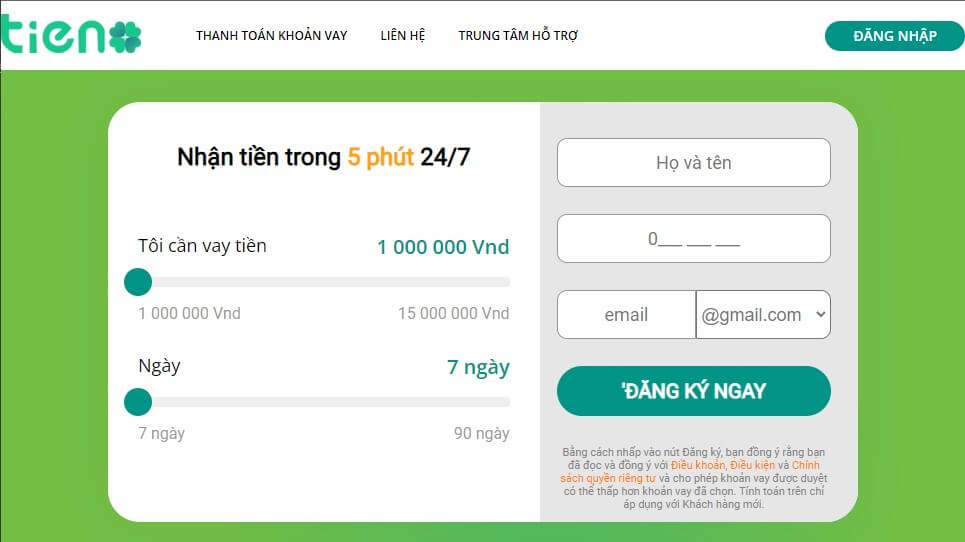 tieno
THANH TOÁN KHOẢN VAY
LIÊN HỆ
TRUNG TÂM HỖ TRỢ
ĐĂNG NHẬP
Nhận tiền trong 5 phút 24/7
Tôi cần vay tiền
1 000 000 Vnd
1 000 000 Vnd
15 000 000 Vnd
Ngày
7 ngày
7 ngày
90 ngày
Họ và tên
0___ ___ ___
email
@gmail.com
'ĐĂNG KÝ NGAY
Bằng cách nhấp vào nút Đăng ký, bạn đồng ý rằng bạn
đã đọc và đồng ý với Điều khoản, Điều kiện và Chính
sách quyền riêng tư và cho phép khoản vay được duyệt
có thể thấp hơn khoản vay đã chọn. Tính toán trên chỉ
áp dụng với Khách hàng mới.